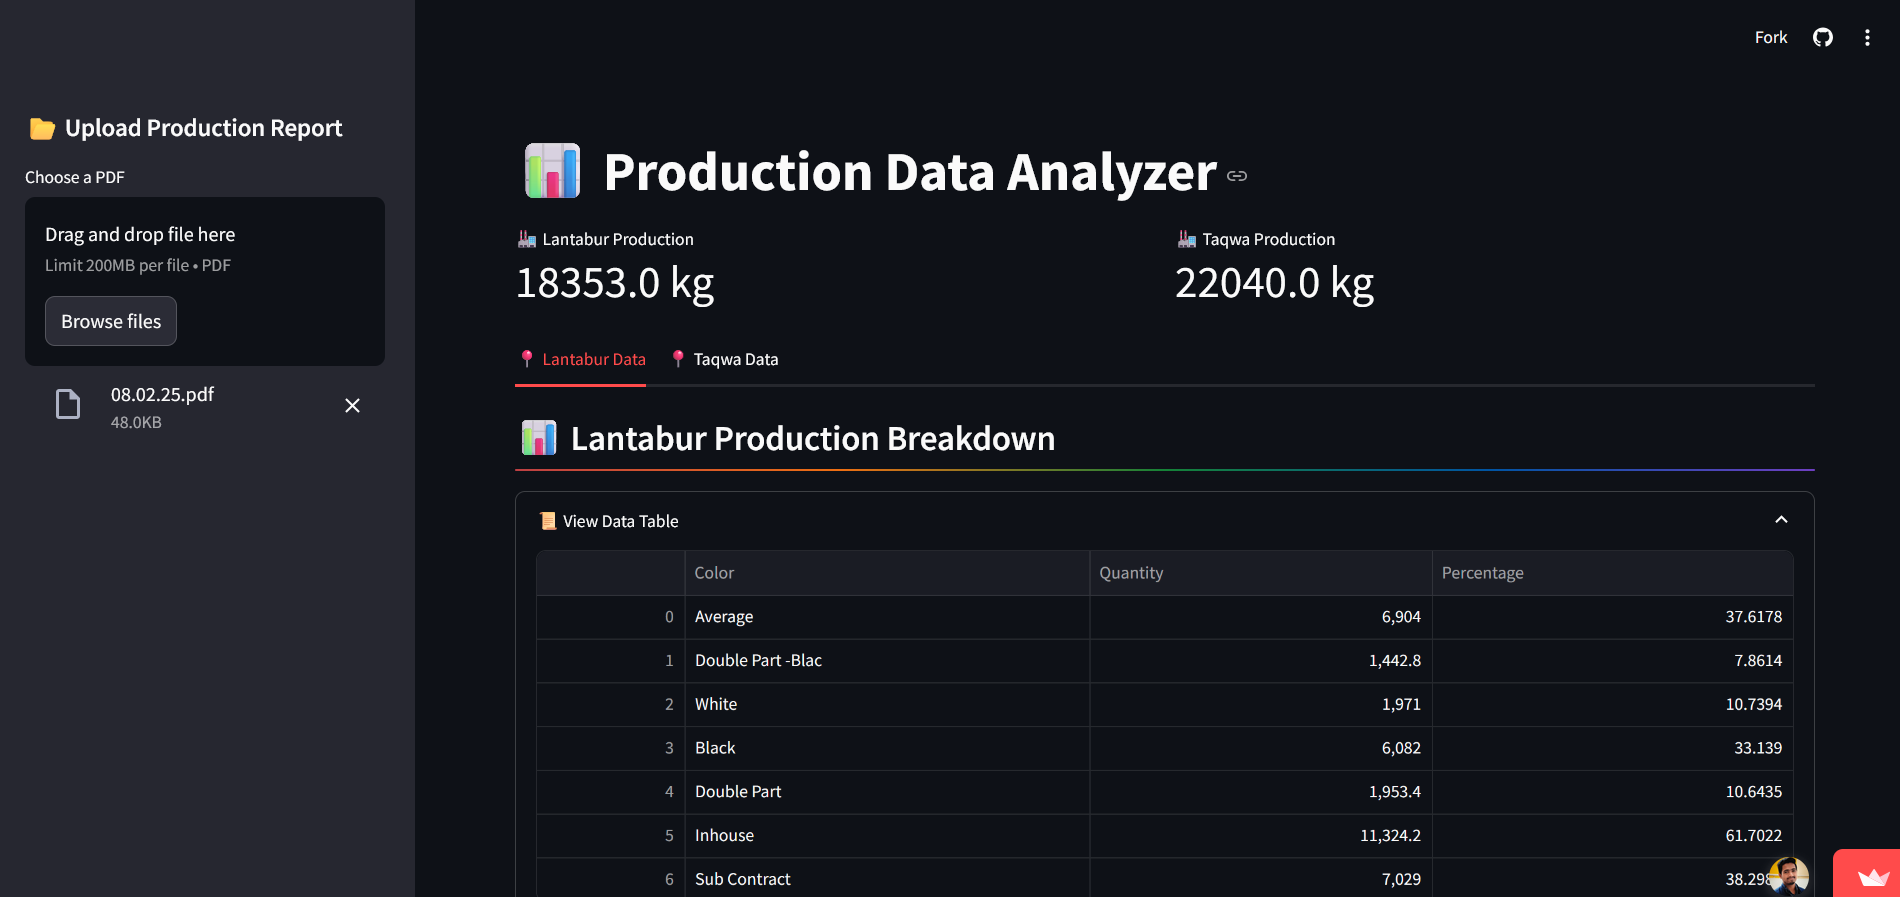 Fork
Upload Production Report
Choose a PDF
Drag and drop file here
Limit 200MB per file • PDF
Browse files
08.02.25.pdf
48.0KB
Production Data Analyzer
Lantabur Production
18353.0 kg
Taqwa Production
22040.0 kg
Lantabur Data
Taqwa Data
Lantabur Production Breakdown
View Data Table
Color Quantity Percentage
0 Average 6,904 37.6178
1 Double Part -Blac 1,442.8 7.8614
2 White 1,971 10.7394
3 Black 6,082 33.139
4 Double Part 1,953.4 10.6435
5 Inhouse 11,324.2 61.7022
6 Sub Contract 7,029